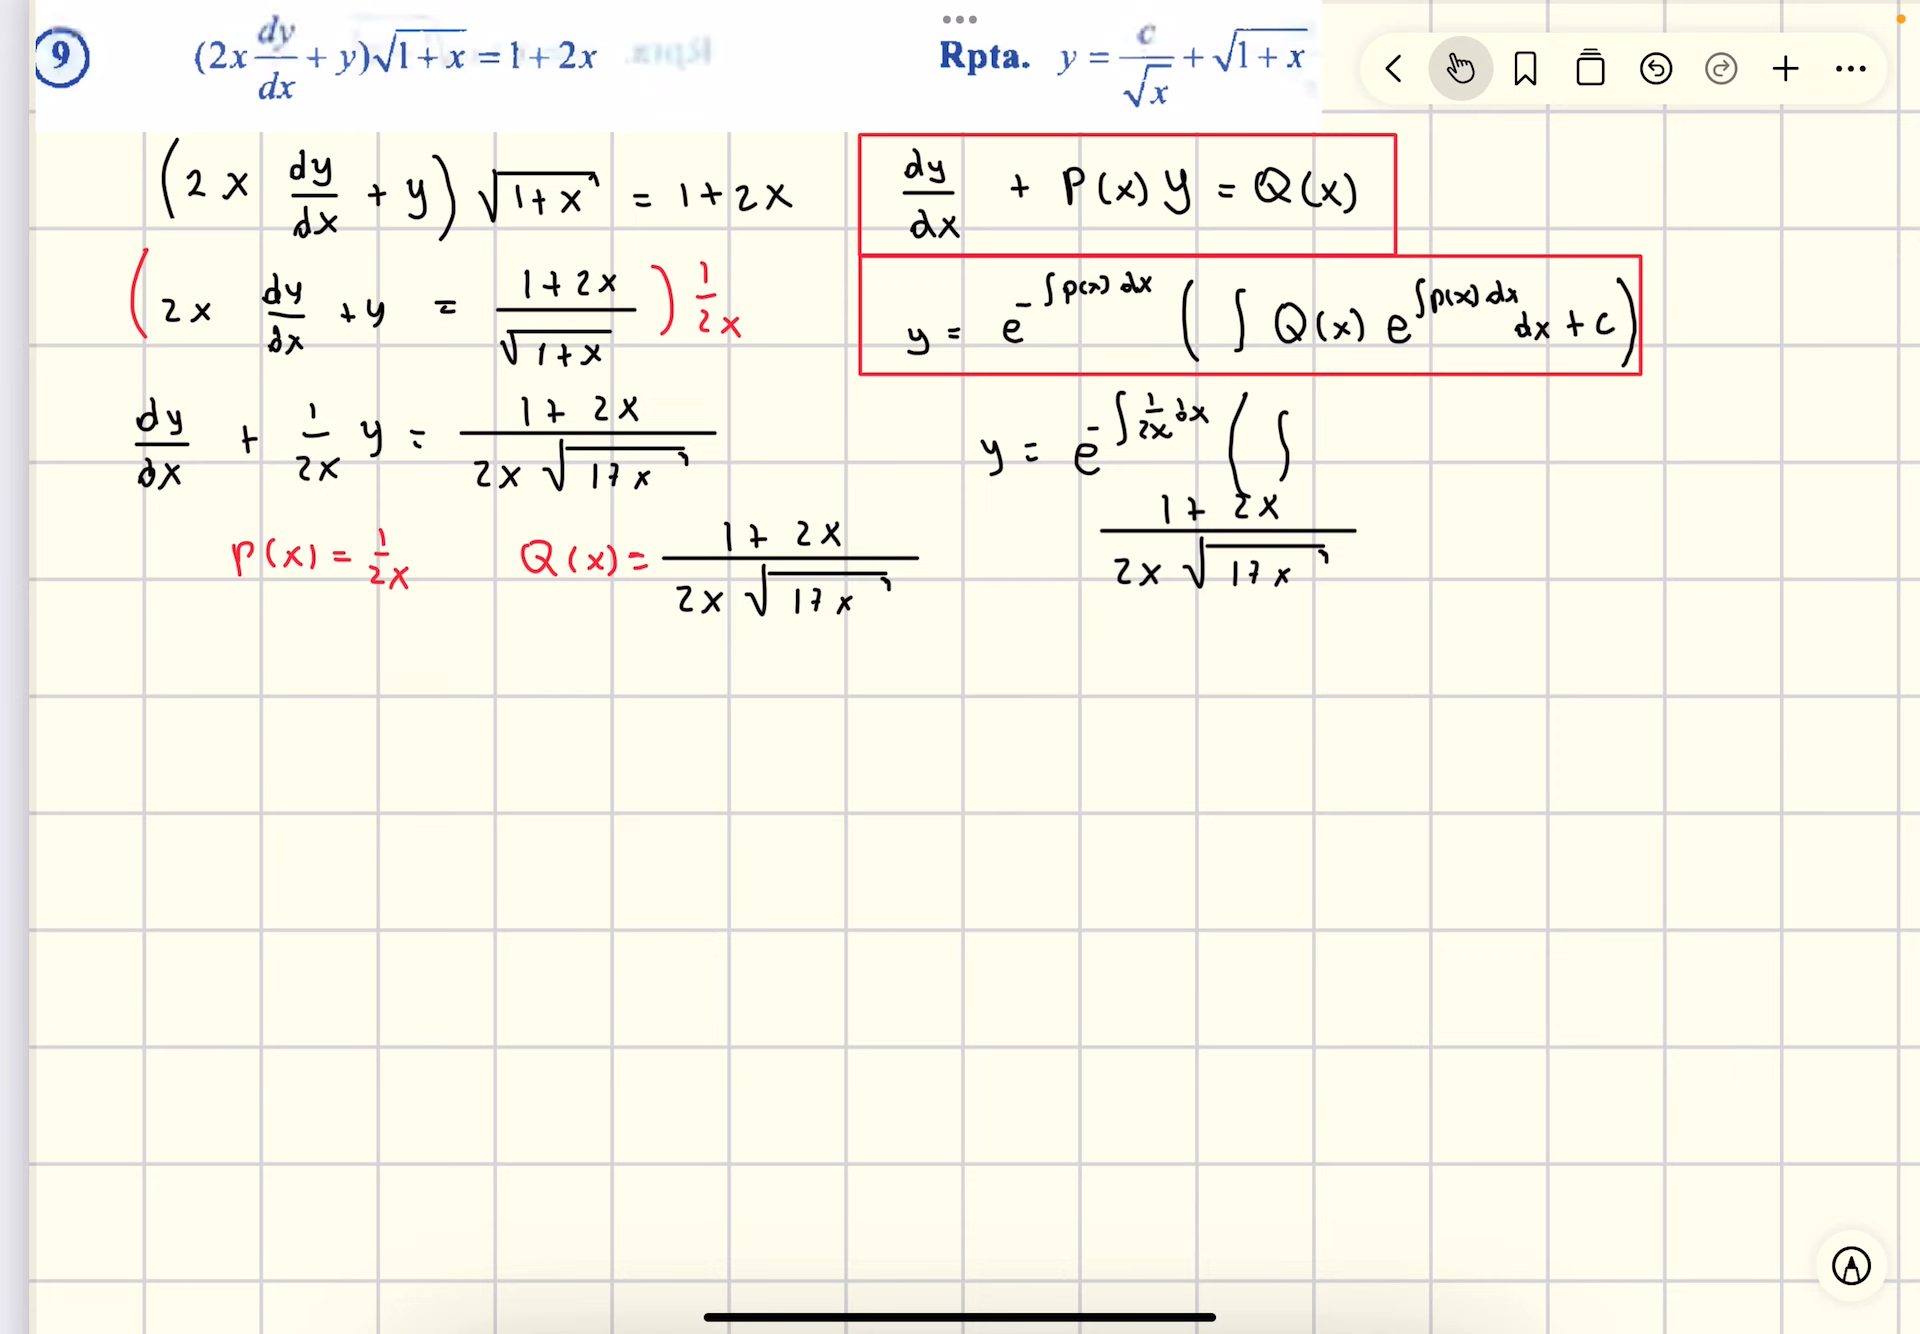 9 (2x dy/dx + y)√1+x = 1+2x Rpta. y = c/√x + √1+x
(2x dy/dx + y) √1+x = 1+2x
dy/dx + P(x) y = Q(x)
(2x dy/dx + y = 1+2x/√1+x) 1/2x
y = e^-∫p(x) dx (∫ Q(x) e^∫p(x) dx dx + c)
dy/dx + 1/2x y = 1+2x/2x√1+x
y = e^-∫1/2x dx (∫
1+2x/2x√1+x
P(x) = 1/2x Q(x) = 1+2x/2x√1+x